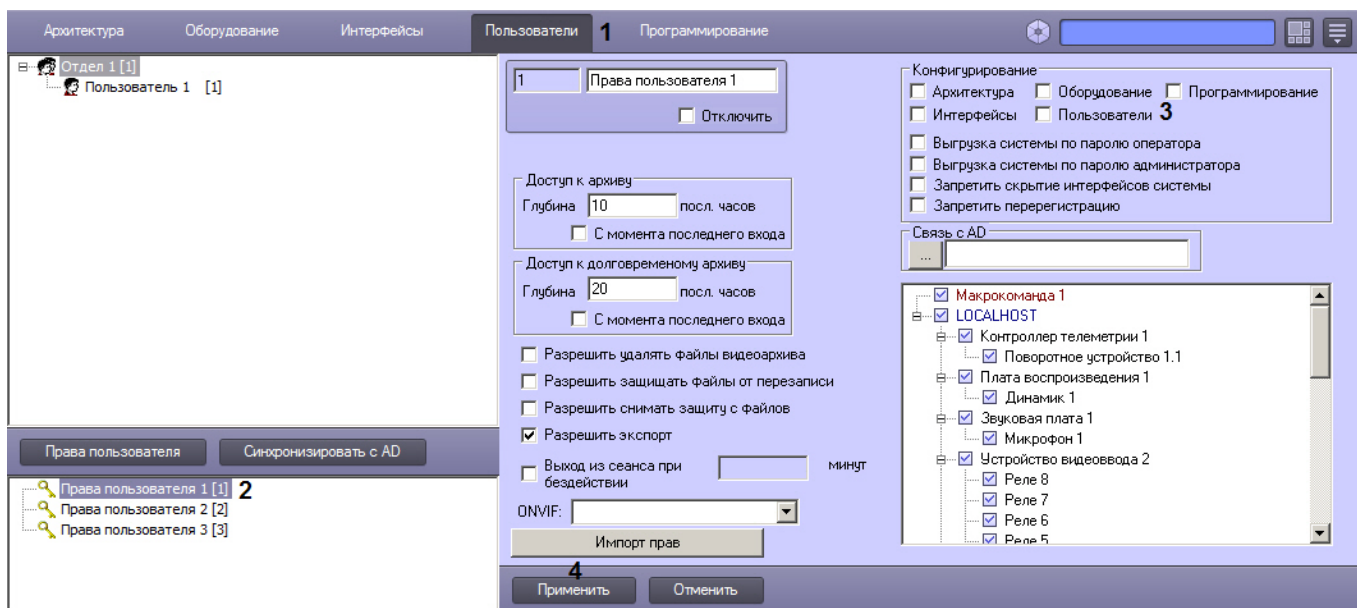 Архитектура Оборудование Интерфейсы Пользователи 1 Программирование
Отдел 1 [1]
Пользователь 1 [1]
Права пользователя
Синхронизировать с AD
Права пользователя 1 [1] 2
Права пользователя 2 [2]
Права пользователя 3 [3]
1 Права пользователя 1
Отключить
Доступ к архиву
Глубина 10 посл. часов
С момента последнего входа
Доступ к долговременому архиву
Глубина 20 посл. часов
С момента последнего входа
Разрешить удалять файлы видеоархива
Разрешить защищать файлы от перезаписи
Разрешить снимать защиту с файлов
Разрешить экспорт
Выход из сеанса при минут
бездействии
ONVIF:
Импорт прав
4
Применить Отменить
Конфигурирование
Архитектура Оборудование Программирование
Интерфейсы Пользователи 3
Выгрузка системы по паролю оператора
Выгрузка системы по паролю администратора
Запретить скрытие интерфейсов системы
Запретить перерегистрацию
Связь с AD
...
Макрокоманда 1
LOCALHOST
Контроллер телеметрии 1
Поворотное устройство 1.1
Плата воспроизведения 1
Динамик 1
Звуковая плата 1
Микрофон 1
Устройство видеоввода 2
Реле 8
Реле 7
Реле 6
Реле 5